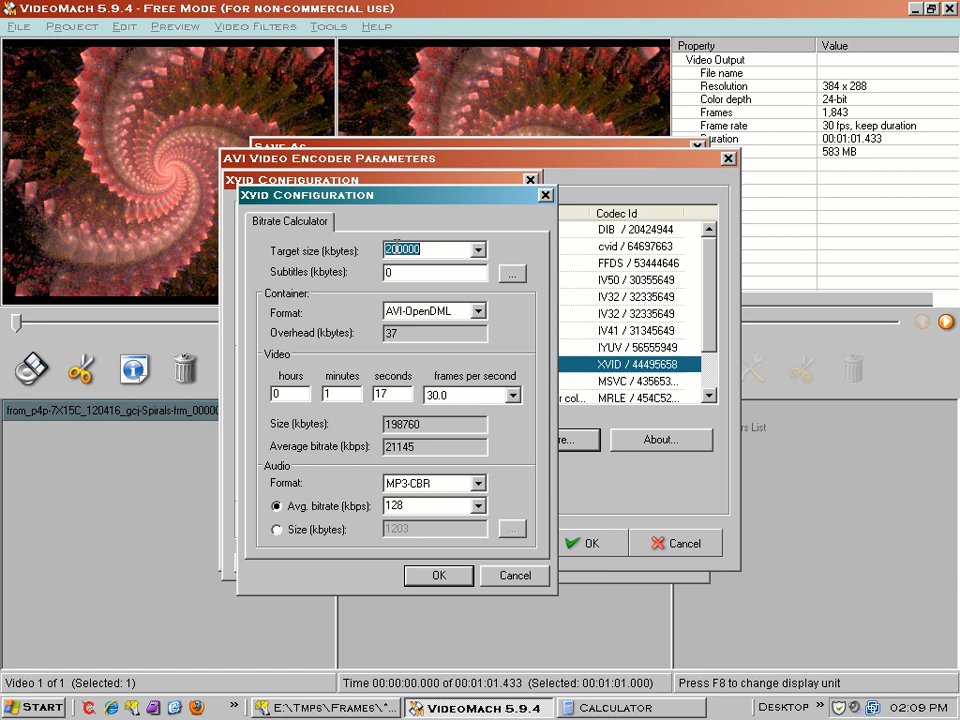 VideoMach 5.9.4 - Free Mode (for non-commercial use)
File Project Edit Preview Video Filters Tools Help
Property Value
Video Output
File name
Resolution 384 x 288
Color depth 24-bit
Frames 1,843
Frame rate 30 fps, keep duration
Duration 00:01:01.433
583 MB
Save As
AVI Video Encoder Parameters
Xvid Configuration
Xvid Configuration
Bitrate Calculator
Target size (kbytes): 200000
Subtitles (kbytes): 0 ...
Container:
Format: AVI-OpenDML
Overhead (kbytes): 37
Video
hours minutes seconds frames per second
0 1 17 30.0
Size (kbytes): 198760
Average bitrate (kbps): 21145
Audio
Format: MP3-CBR
Avg. bitrate (kbps): 128
Size (kbytes): 1203 ...
OK Cancel
Codec Id
DIB / 20424944
cvid / 64697663
FFDS / 53444646
IV50 / 30355649
IV32 / 32335649
IV32 / 32335649
IV41 / 31345649
IYUV / 56555949
XVID / 44495658
MSVC / 435653...
or col... MRLE / 454C52...
re... About...
OK Cancel
from_p4p-7X15C_120416_gcj-Spirals-frm_00000
rs List
Video 1 of 1 (Selected: 1) Time 00:00:00.000 of 00:01:01.433 (Selected: 00:01:01.000) Press F8 to change display unit
Start » E:\Tmps\Frames\*... VideoMach 5.9.4 Calculator Desktop » 02:09 PM